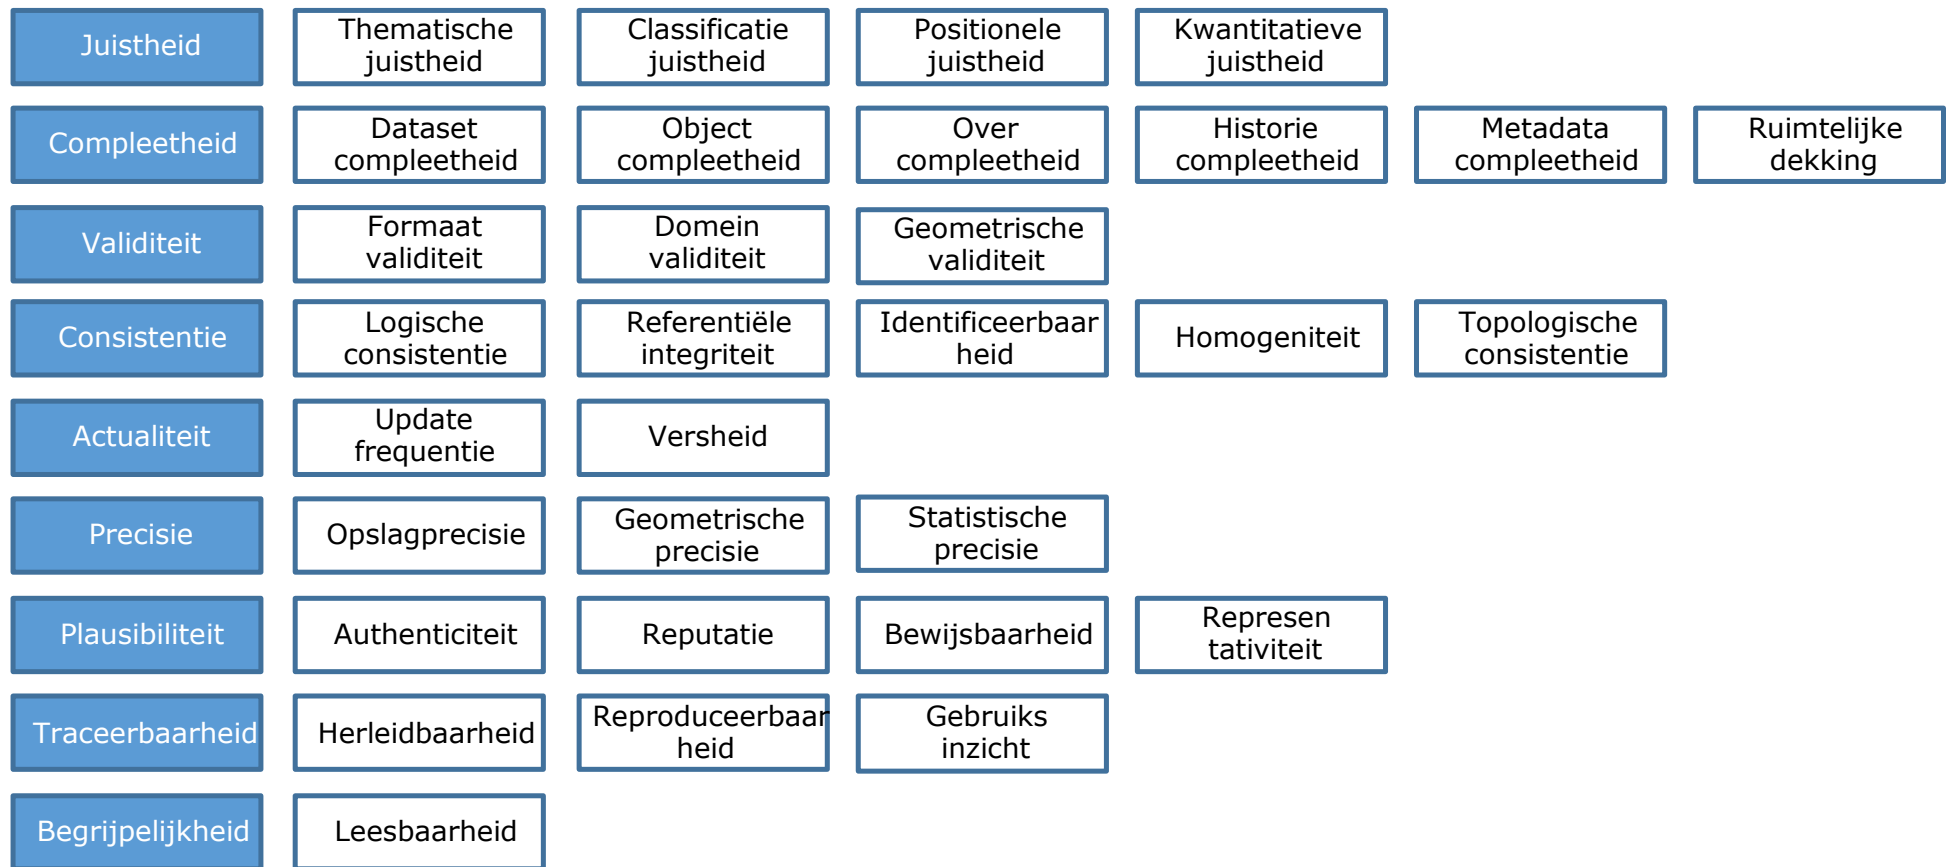 Juistheid
Thematische
juistheid
Classificatie
juistheid
Positionele
juistheid
Kwantitatieve
juistheid
Compleetheid
Dataset
compleetheid
Object
compleetheid
Over
compleetheid
Historie
compleetheid
Metadata
compleetheid
Ruimtelijke
dekking
Validiteit
Formaat
validiteit
Domein
validiteit
Geometrische
validiteit
Consistentie
Logische
consistentie
Referentiële
integriteit
Identificeerbaar
heid
Homogeniteit
Topologische
consistentie
Actualiteit
Update
frequentie
Versheid
Precisie
Opslagprecisie
Geometrische
precisie
Statistische
precisie
Plausibiliteit
Authenticiteit
Reputatie
Bewijsbaarheid
Represen
tativiteit
Traceerbaarheid
Herleidbaarheid
Reproduceerbaar
heid
Gebruiks
inzicht
Begrijpelijkheid
Leesbaarheid